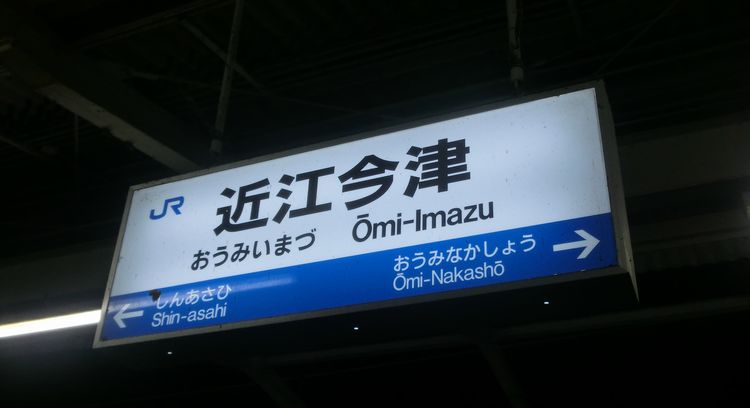 JR
近江今津
おうみいまづ Ōmi-Imazu
← しんあさひ
Shin-asahi
おうみなかしょう →
Ōmi-Nakashō